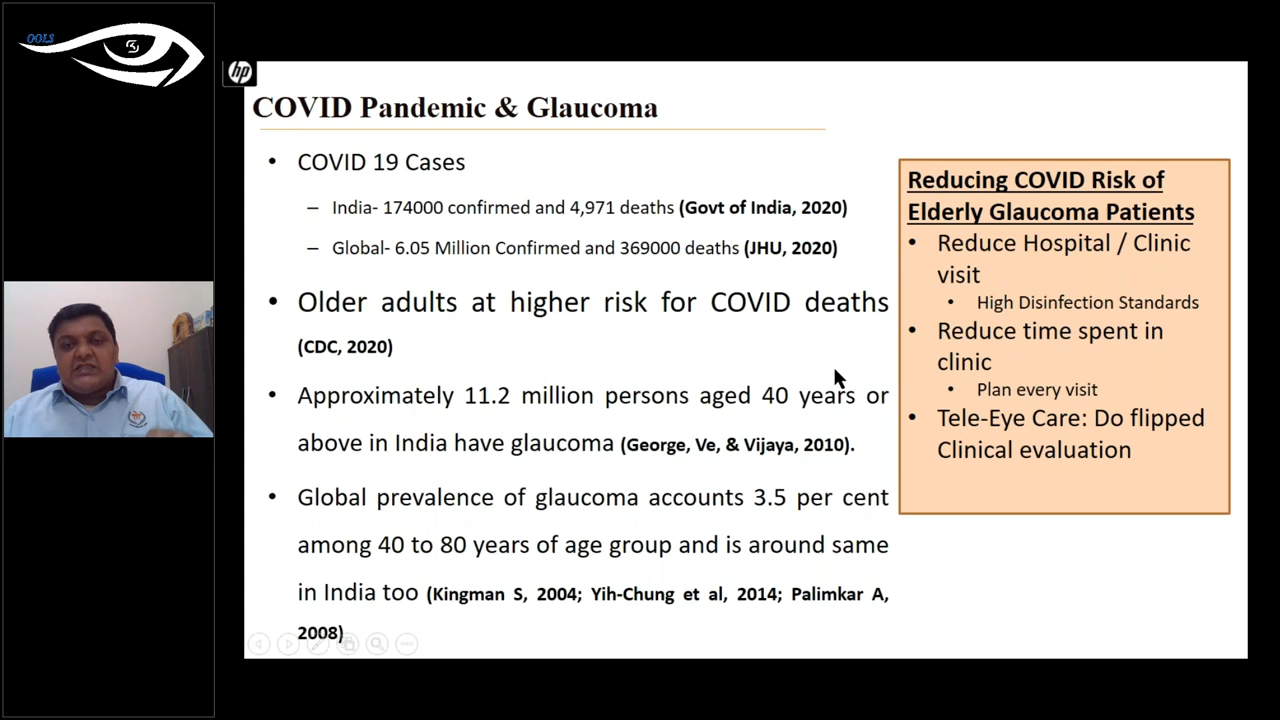 OOLS
hp
COVID Pandemic & Glaucoma
• COVID 19 Cases
– India- 174000 confirmed and 4,971 deaths (Govt of India, 2020)
– Global- 6.05 Million Confirmed and 369000 deaths (JHU, 2020)
• Older adults at higher risk for COVID deaths
(CDC, 2020)
• Approximately 11.2 million persons aged 40 years or
above in India have glaucoma (George, Ve, & Vijaya, 2010).
• Global prevalence of glaucoma accounts 3.5 per cent
among 40 to 80 years of age group and is around same
in India too (Kingman S, 2004; Yih-Chung et al, 2014; Palimkar A,
2008)
Reducing COVID Risk of
Elderly Glaucoma Patients
• Reduce Hospital / Clinic
visit
• High Disinfection Standards
• Reduce time spent in
clinic
• Plan every visit
• Tele-Eye Care: Do flipped
Clinical evaluation